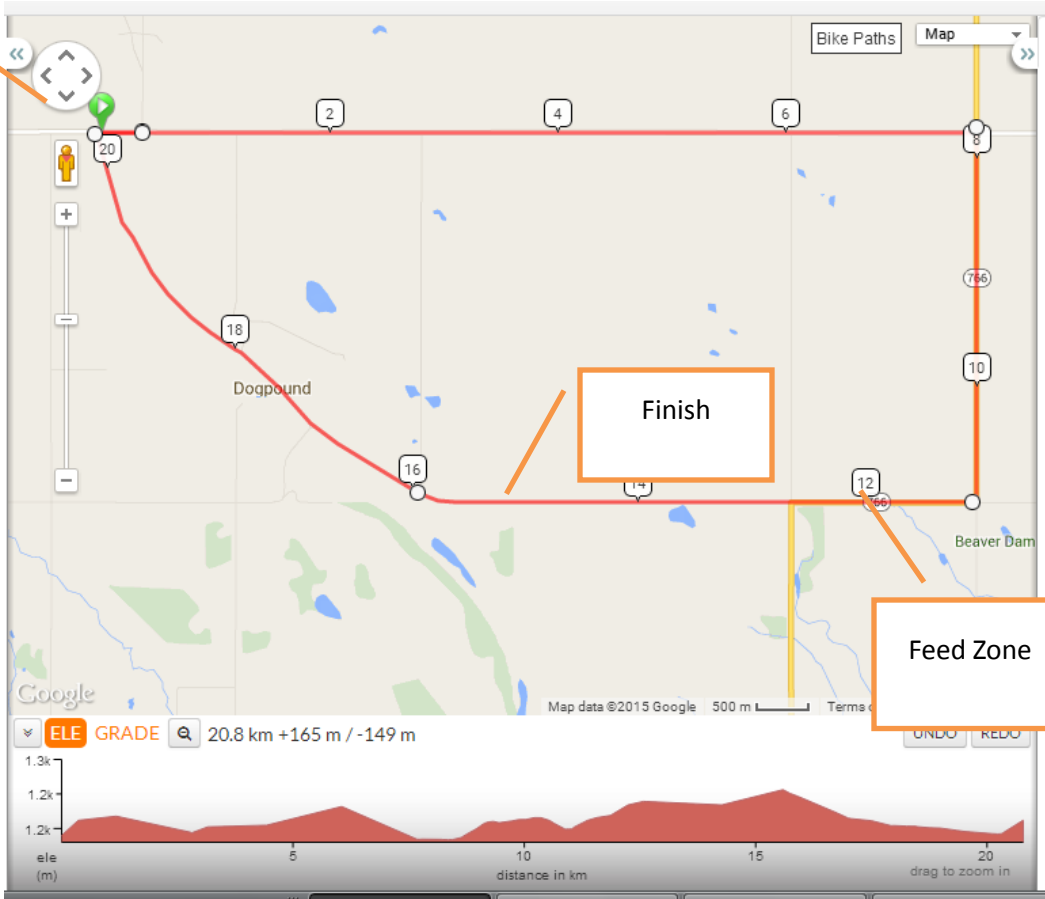 Bike Paths
Map
2
4
6
8
20
766
18
10
Dogpound
Finish
16
14
12
766
Beaver Dam
Feed Zone
Google
Map data ©2015 Google
500 m
Terms
ELE GRADE 20.8 km +165 m / -149 m
UNDO
REDO
1.3k
1.2k
1.2k
ele
(m)
5
10
15
20
distance in km
drag to zoom in